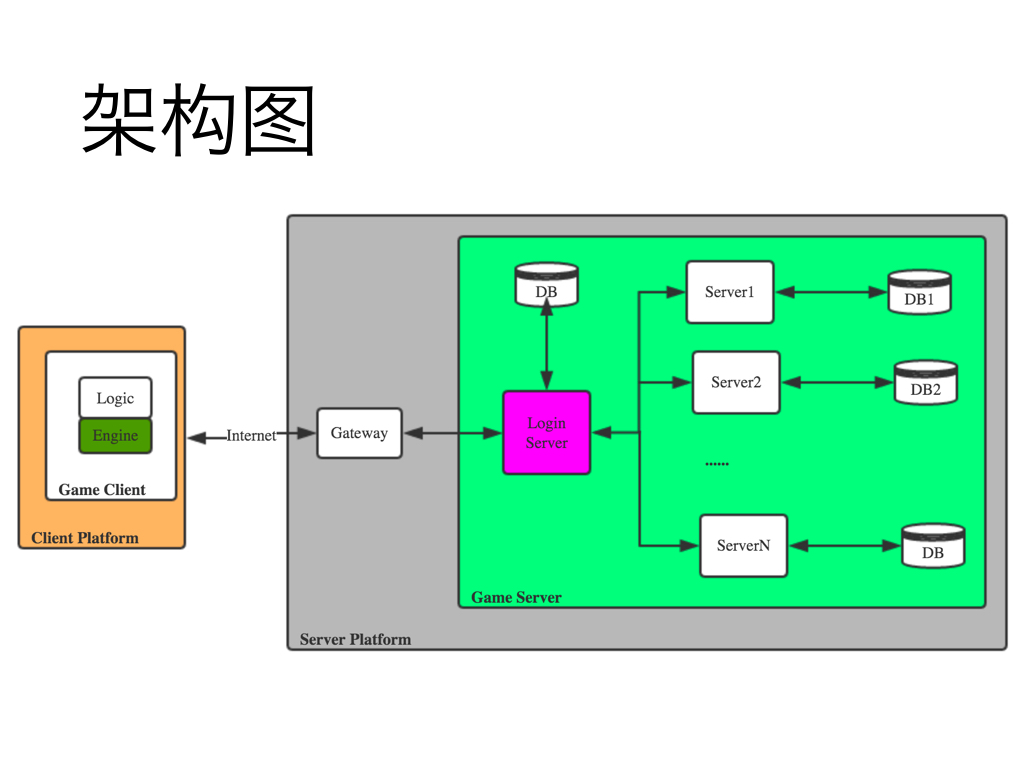 架构图
Logic
Engine
Game Client
Client Platform
Internet
Gateway
DB
Login
Server
Server1
DB1
Server2
DB2
......
ServerN
DB
Game Server
Server Platform